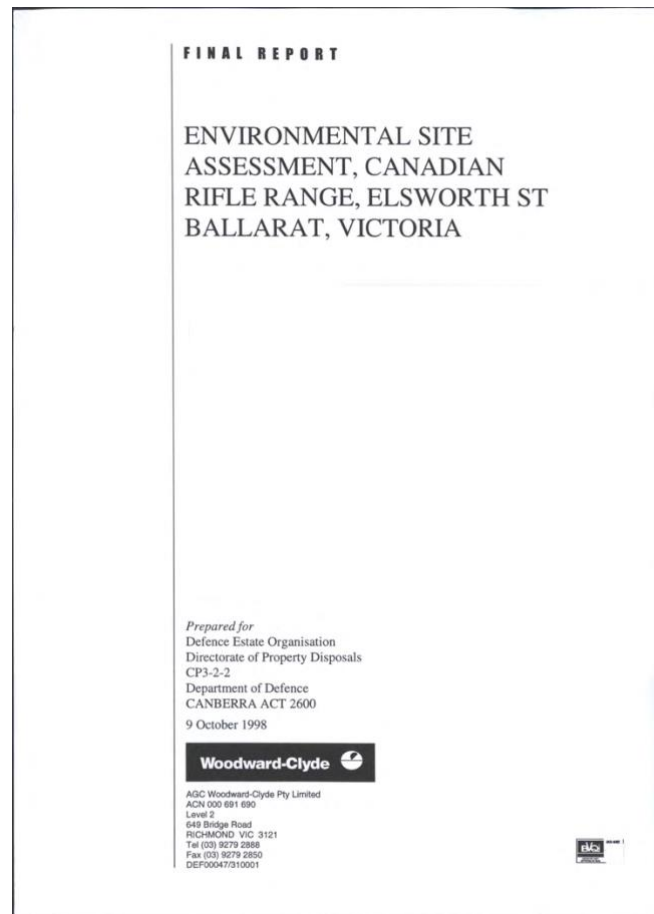 FINAL REPORT
ENVIRONMENTAL SITE
ASSESSMENT, CANADIAN
RIFLE RANGE, ELSWORTH ST
BALLARAT, VICTORIA
Prepared for
Defence Estate Organisation
Directorate of Property Disposals
CP3-2-2
Department of Defence
CANBERRA ACT 2600
9 October 1998
Woodward-Clyde
AGC Woodward-Clyde Pty Limited
ACN 000 691 690
Level 2
649 Bridge Road
RICHMOND VIC 3121
Tel (03) 9279 2888
Fax (03) 9279 2850
DEF00047/310001